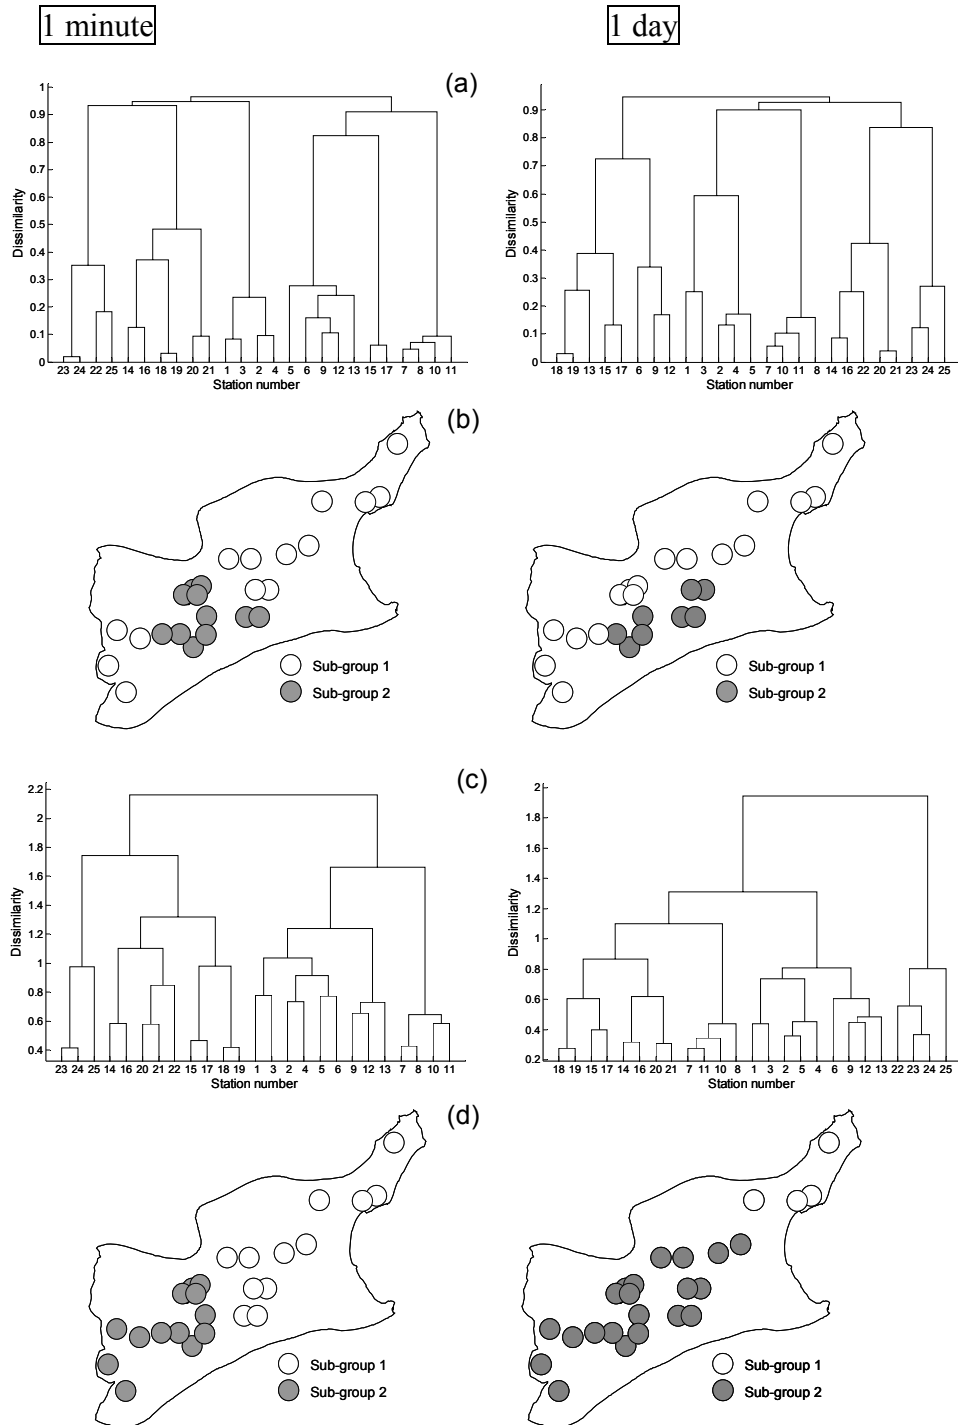 1 minute
1 day
(a)
1
0.9
0.8
0.7
0.6
0.5
0.4
0.3
0.2
0.1
0
Dissimilarity
23 24 22 25 14 16 18 19 20 21 1 3 2 4 5 6 9 12 13 15 17 7 8 10 11
Station number
0.9
0.8
0.7
0.6
0.5
0.4
0.3
0.2
0.1
0
Dissimilarity
18 19 13 15 17 6 9 12 1 3 2 4 5 7 10 11 8 14 16 22 20 21 23 24 25
Station number
(b)
Sub-group 1
Sub-group 2
Sub-group 1
Sub-group 2
(c)
2.2
2
1.8
1.6
1.4
1.2
1
0.8
0.6
0.4
Dissimilarity
23 24 25 14 16 20 21 22 15 17 18 19 1 3 2 4 5 6 9 12 13 7 8 10 11
Station number
2
1.8
1.6
1.4
1.2
1
0.8
0.6
0.4
0.2
Dissimilarity
18 19 15 17 14 16 20 21 7 11 10 8 1 3 2 5 4 6 9 12 13 22 23 24 25
Station number
(d)
Sub-group 1
Sub-group 2
Sub-group 1
Sub-group 2